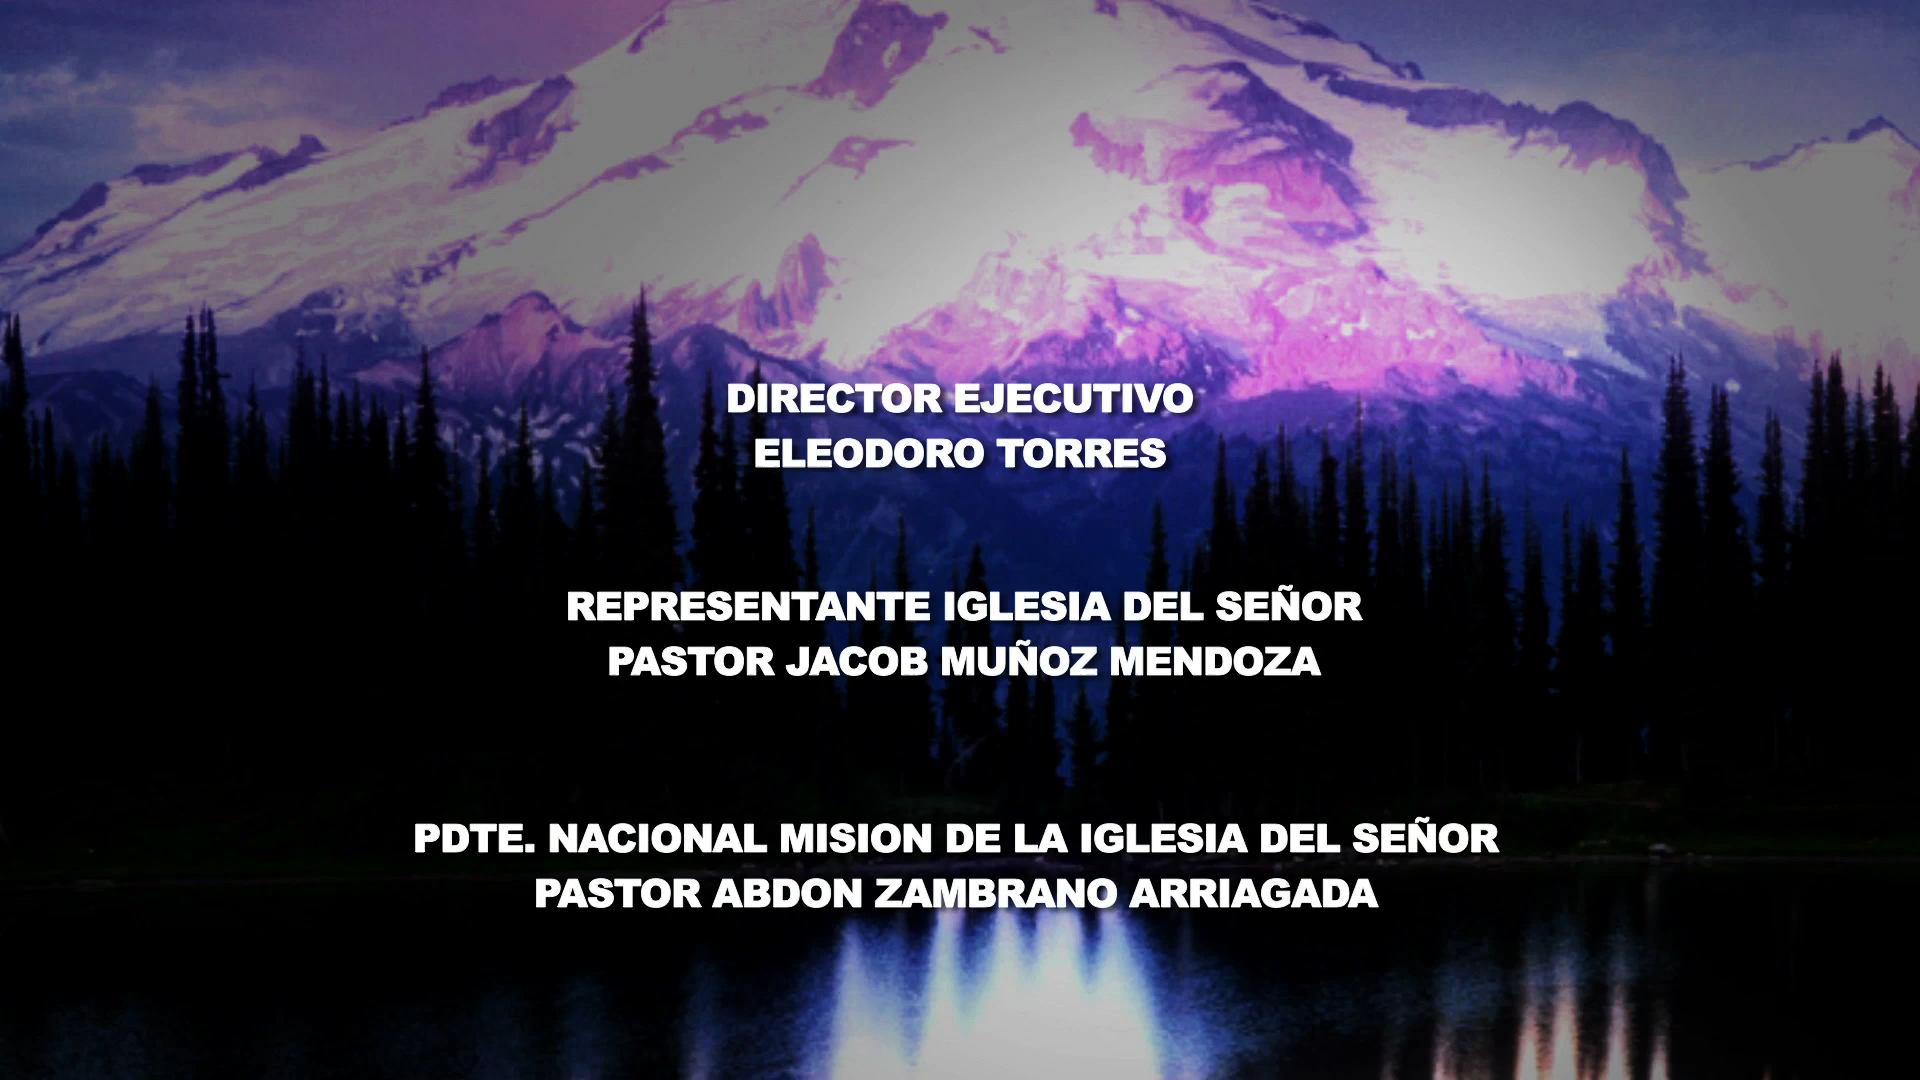 DIRECTOR EJECUTIVO
ELEODORO TORRES
REPRESENTANTE IGLESIA DEL SEÑOR
PASTOR JACOB MUÑOZ MENDOZA
PDTE. NACIONAL MISION DE LA IGLESIA DEL SEÑOR
PASTOR ABDON ZAMBRANO ARRIAGADA